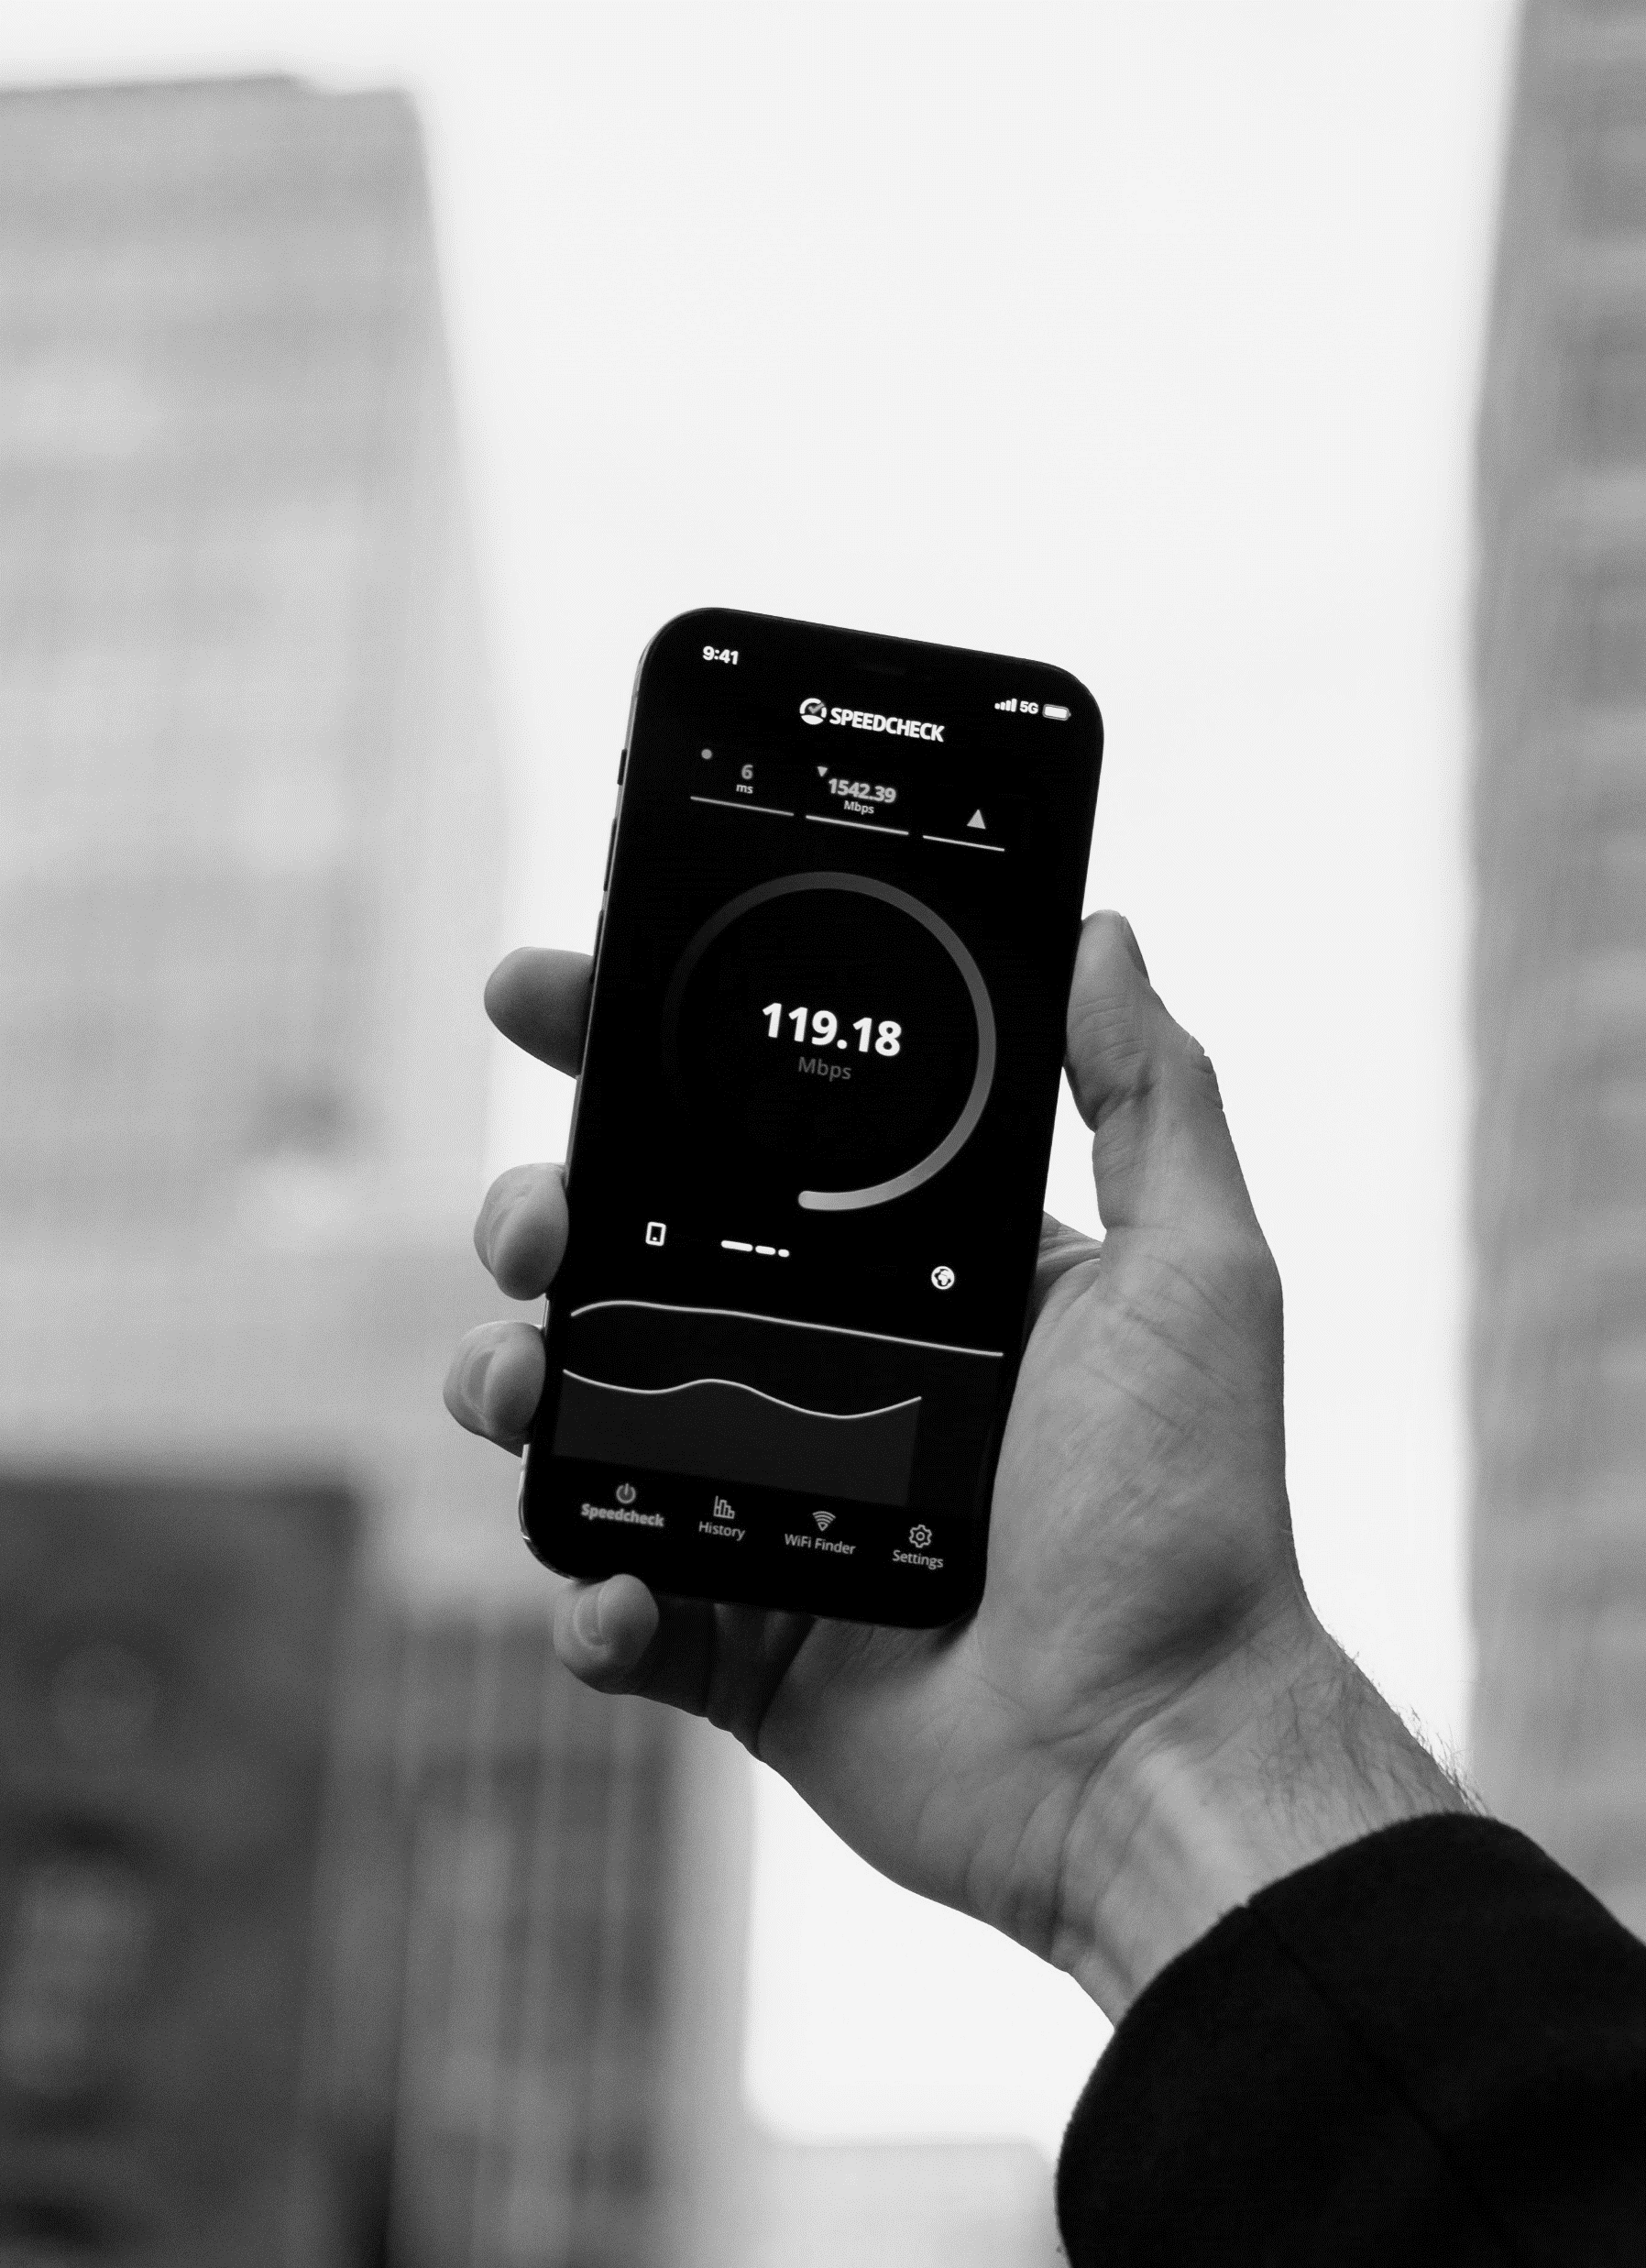 9:41
5G
SPEEDCHECK
6
ms
1542.39
Mbps
119.18
Mbps
Speedcheck
History
WiFi Finder
Settings